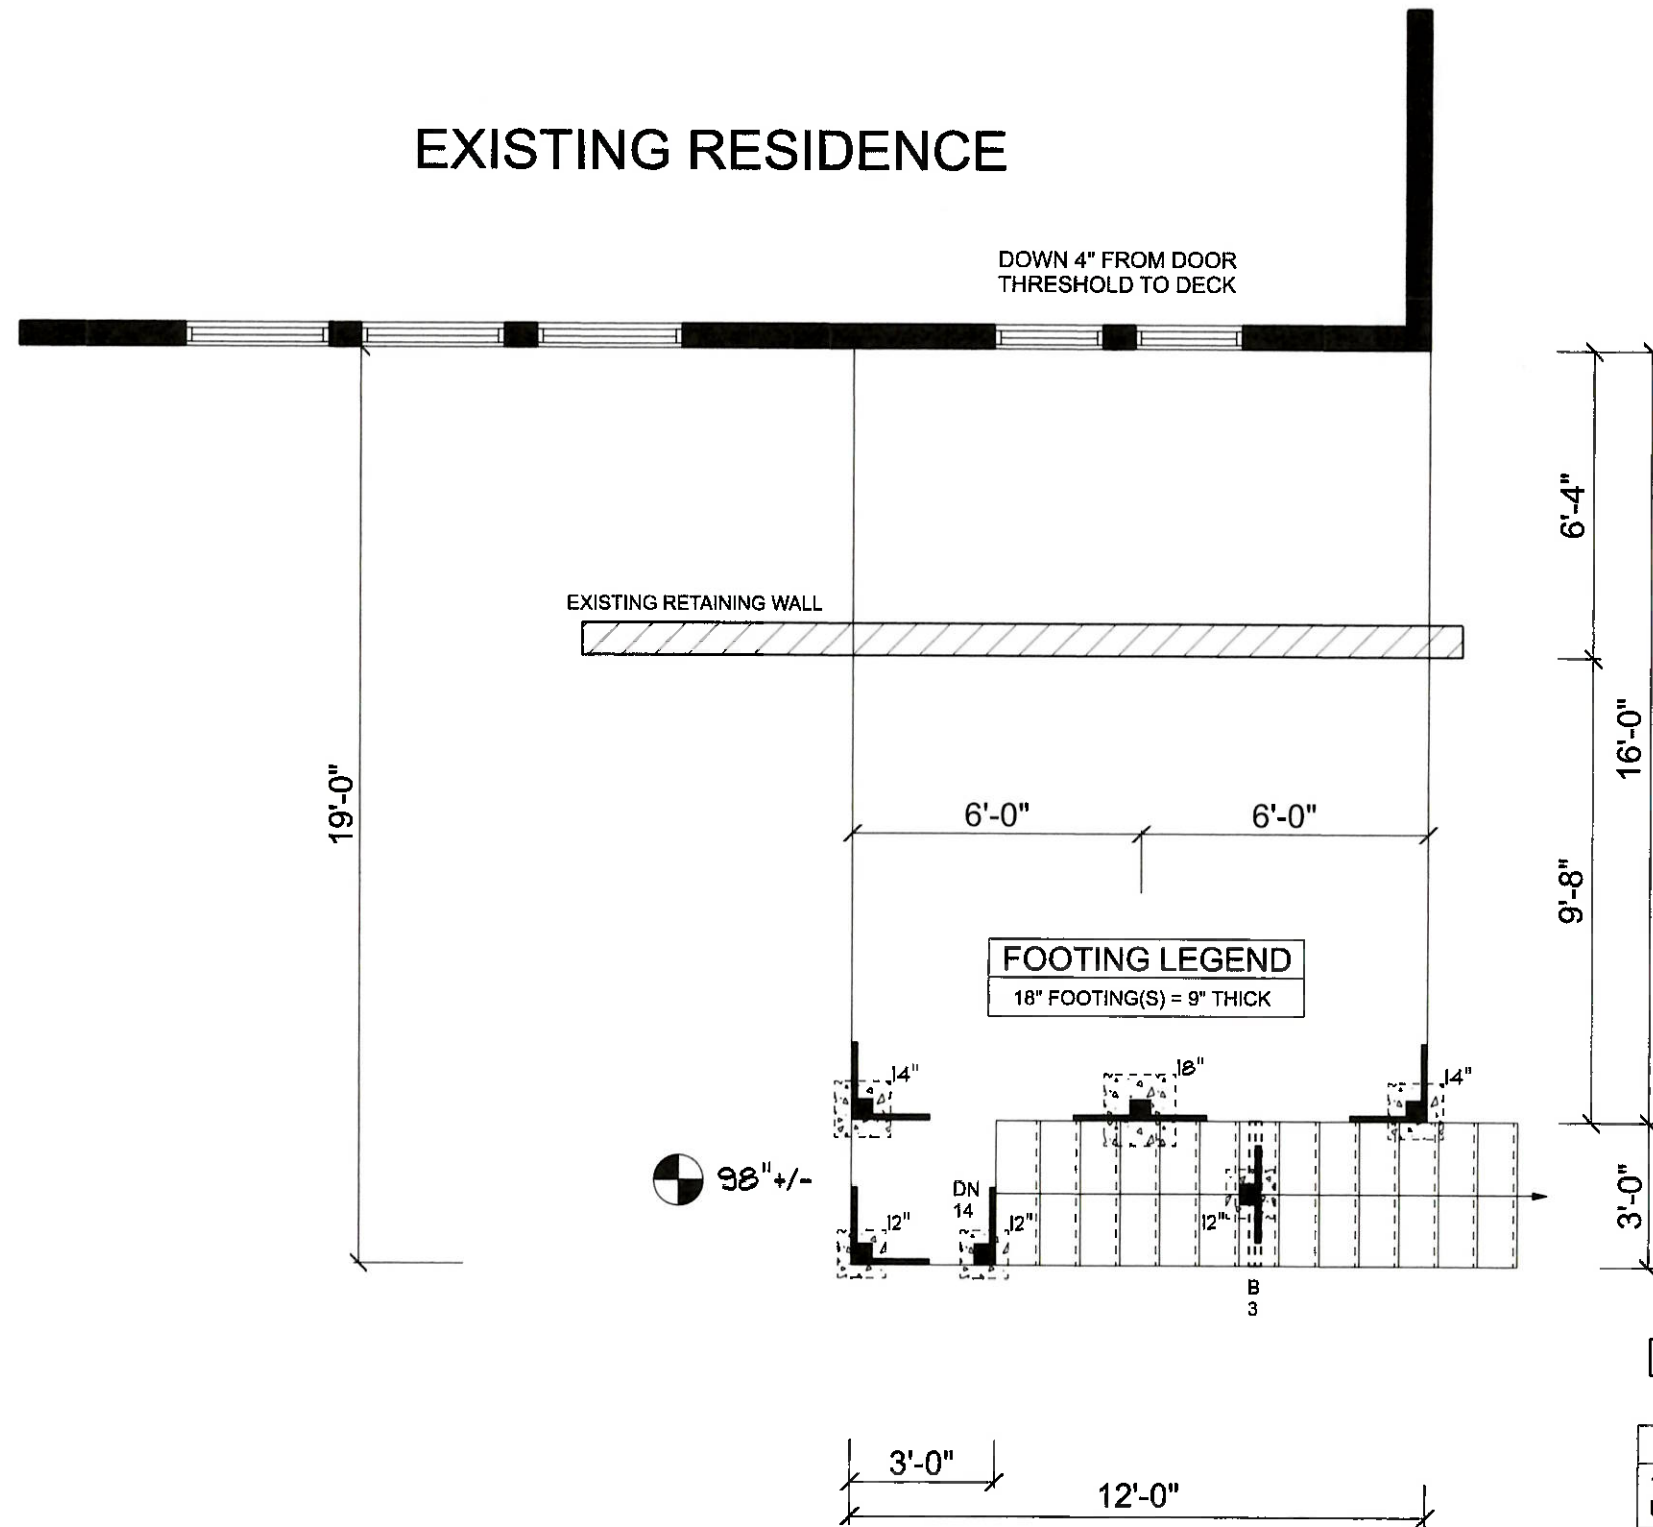 EXISTING RESIDENCE
DOWN 4" FROM DOOR
THRESHOLD TO DECK
6'-4"
EXISTING RETAINING WALL
16'-0"
19'-0"
6'-0"
6'-0"
9'-8"
FOOTING LEGEND
18" FOOTING(S) = 9" THICK
14"
18"
14"
98"+/-
DN
14
12"
12"
12"
3'-0"
B
3
3'-0"
12'-0"